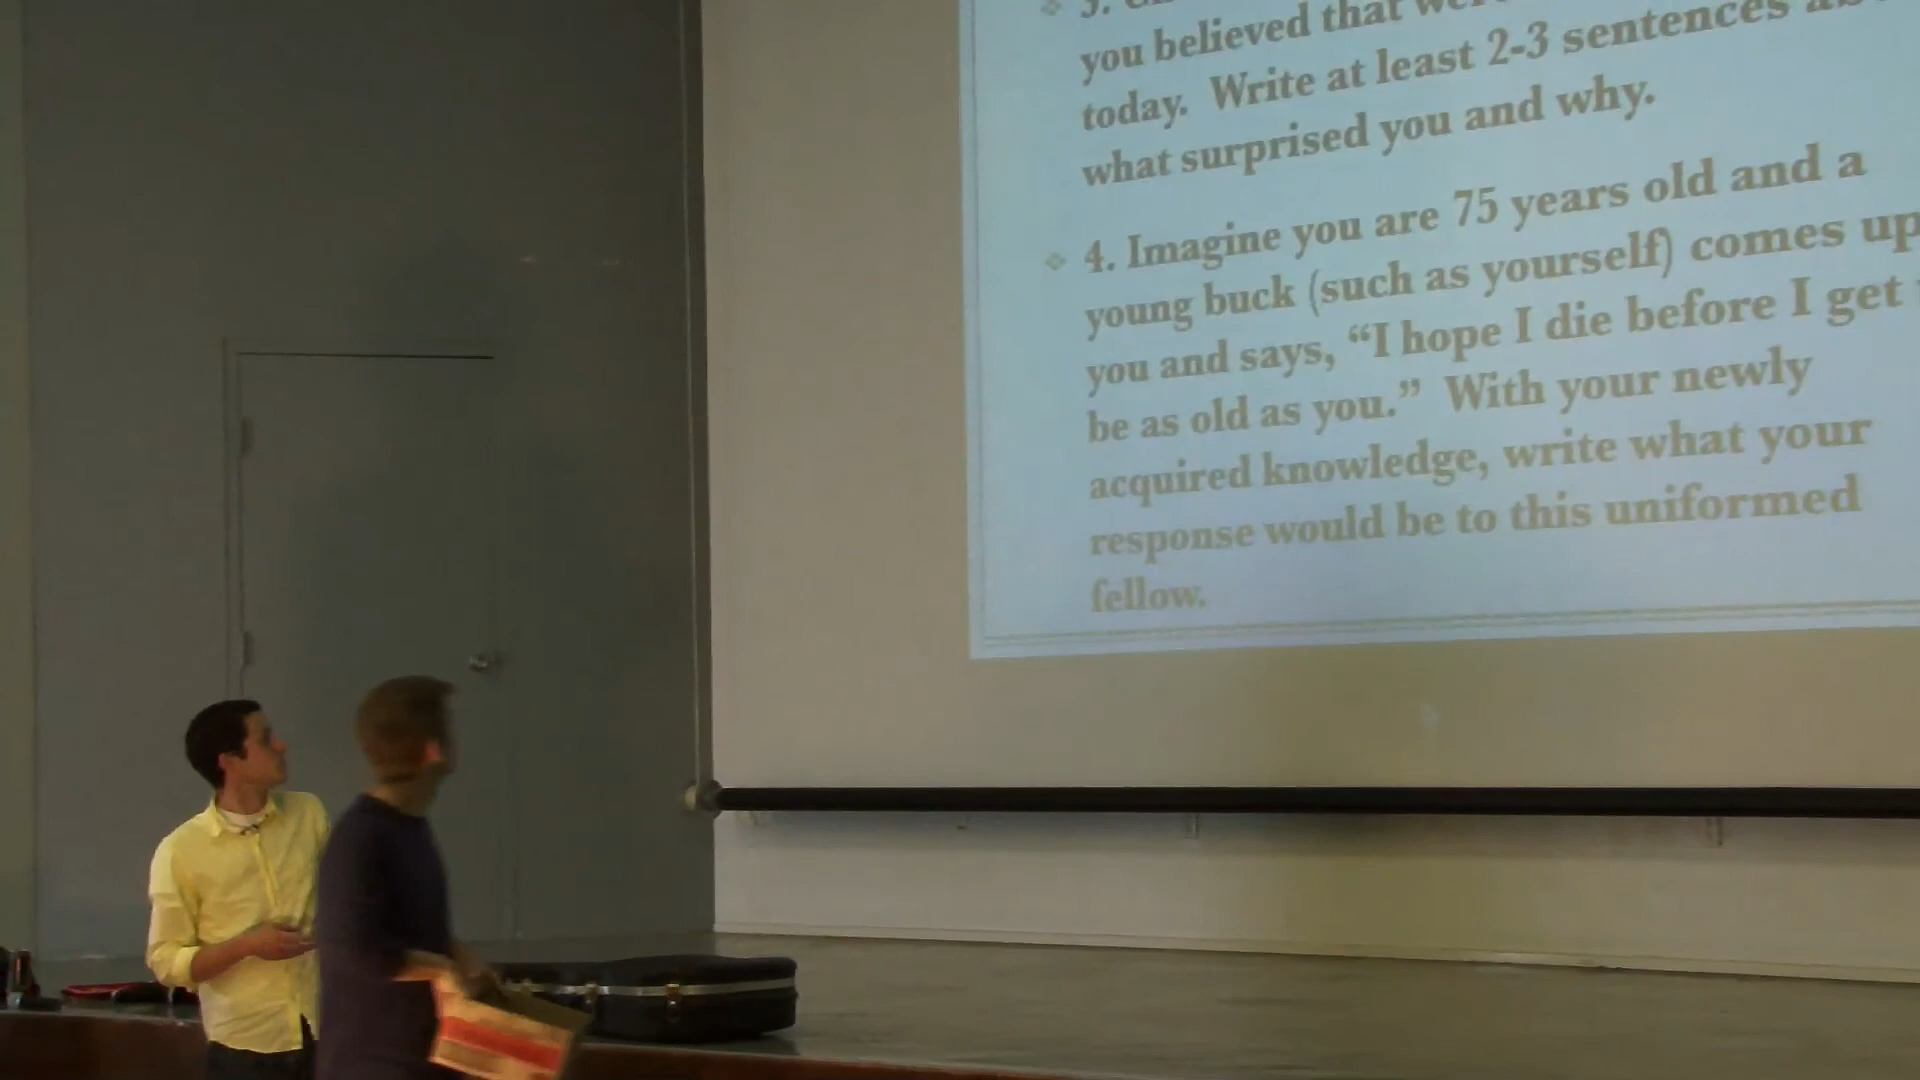 3.
you believed that
today. Write at least 2-3 sentences
what surprised you and why.
4. Imagine you are 75 years old and a
young buck (such as yourself) comes up
you and says, “I hope I die before I get
be as old as you.” With your newly
acquired knowledge, write what your
response would be to this uniformed
fellow.